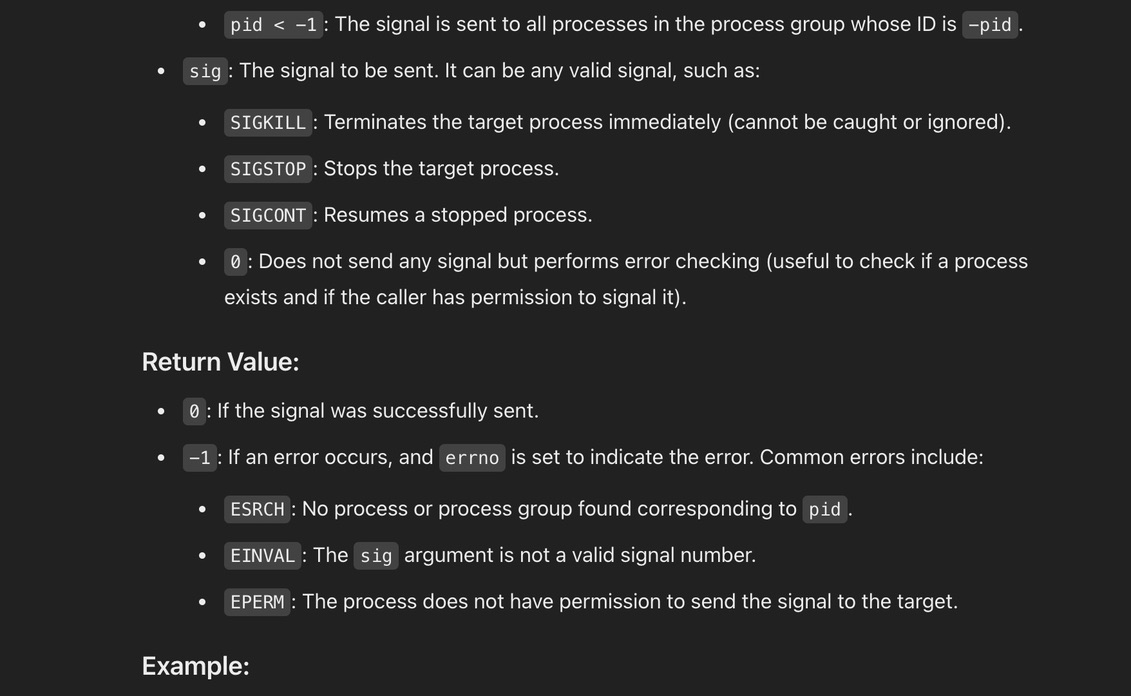 • pid < −1: The signal is sent to all processes in the process group whose ID is −pid.
• sig: The signal to be sent. It can be any valid signal, such as:
• SIGKILL: Terminates the target process immediately (cannot be caught or ignored).
• SIGSTOP: Stops the target process.
• SIGCONT: Resumes a stopped process.
• 0: Does not send any signal but performs error checking (useful to check if a process
exists and if the caller has permission to signal it).
Return Value:
• 0: If the signal was successfully sent.
• −1: If an error occurs, and errno is set to indicate the error. Common errors include:
• ESRCH: No process or process group found corresponding to pid.
• EINVAL: The sig argument is not a valid signal number.
• EPERM: The process does not have permission to send the signal to the target.
Example: